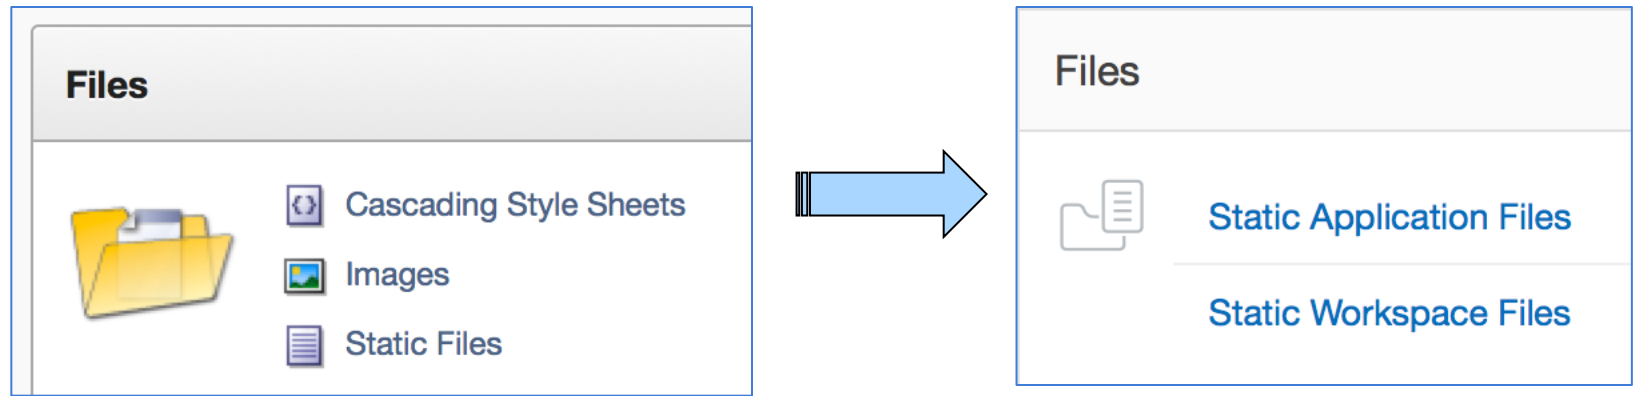 Files
Cascading Style Sheets
Images
Static Files
Files
Static Application Files
Static Workspace Files